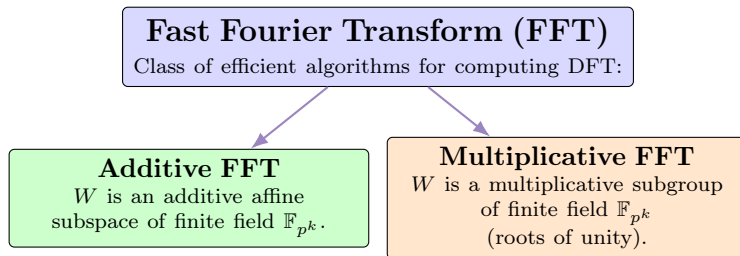 Fast Fourier Transform (FFT)
Class of efficient algorithms for computing DFT:
Additive FFT
W is an additive affine
subspace of finite field 𝔽_{p^k}.
Multiplicative FFT
W is a multiplicative subgroup
of finite field 𝔽_{p^k}
(roots of unity).